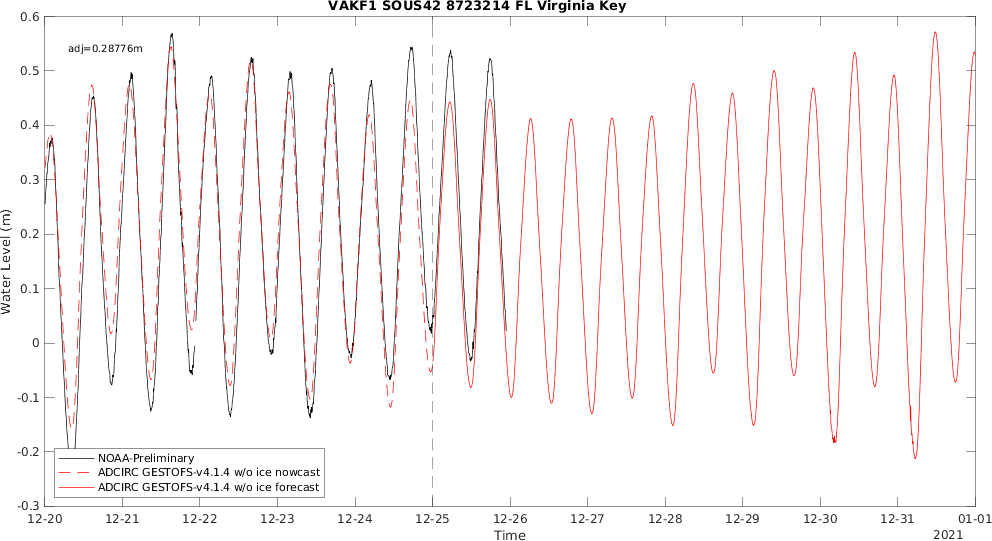 VAKF1 SOUS42 8723214 FL Virginia Key
adj=0.28776m
0.6
0.5
0.4
0.3
0.2
0.1
0
-0.1
-0.2
-0.3
Water Level (m)
NOAA-Preliminary
ADCIRC GESTOFS-v4.1.4 w/o ice nowcast
ADCIRC GESTOFS-v4.1.4 w/o ice forecast
12-20 12-21 12-22 12-23 12-24 12-25 12-26 12-27 12-28 12-29 12-30 12-31 01-01
Time
2021